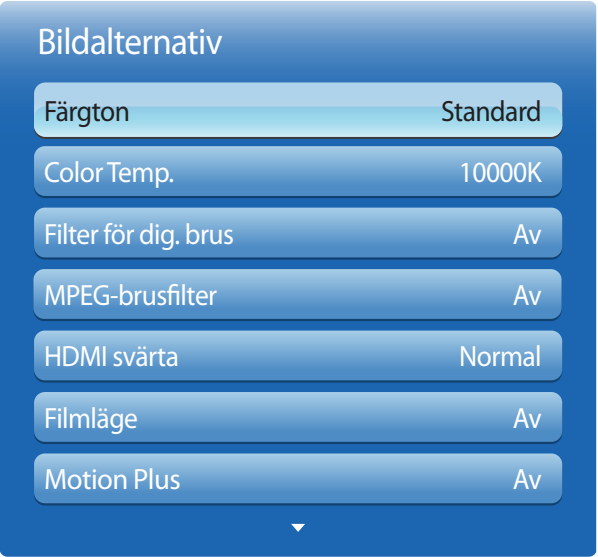 Bildalternativ
Färgton Standard
Color Temp. 10000K
Filter för dig. brus Av
MPEG-brusfilter Av
HDMI svärta Normal
Filmläge Av
Motion Plus Av